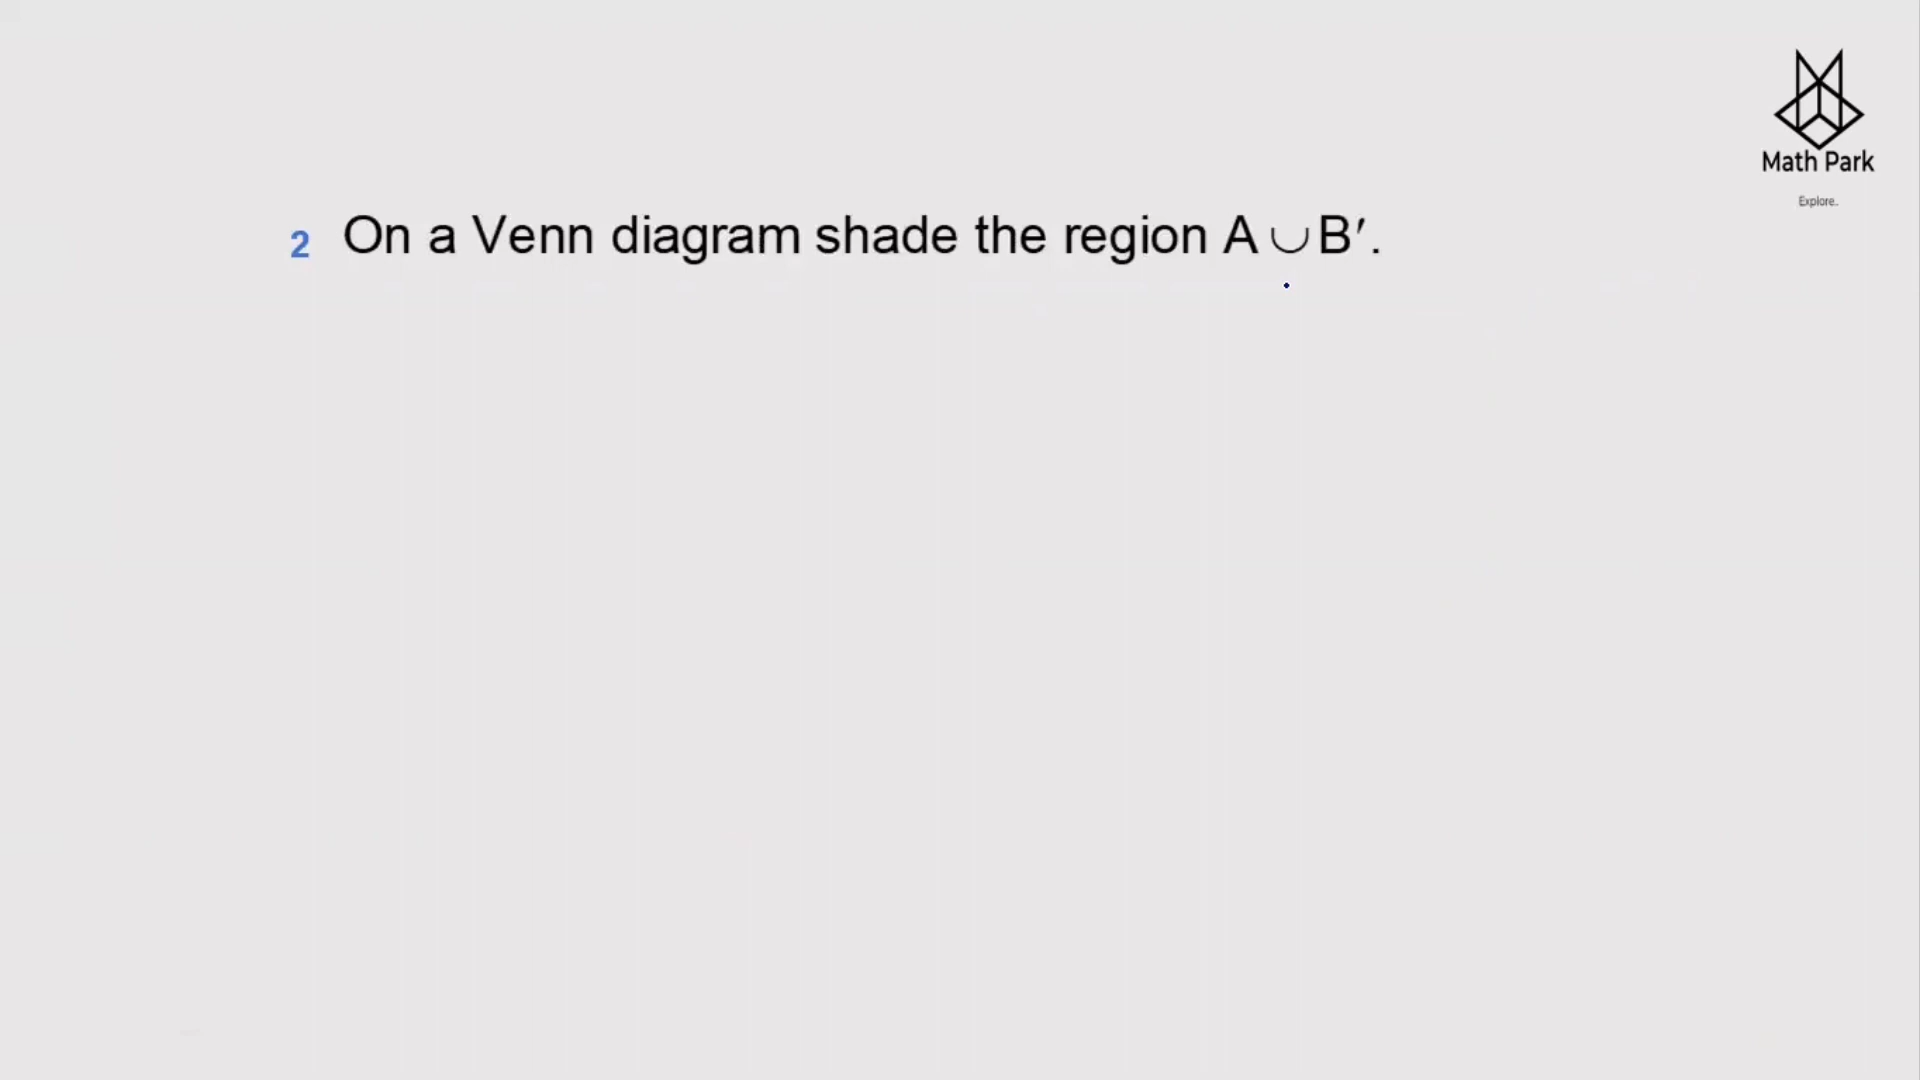 Math Park
Explore..
2 On a Venn diagram shade the region A ∪ B′.